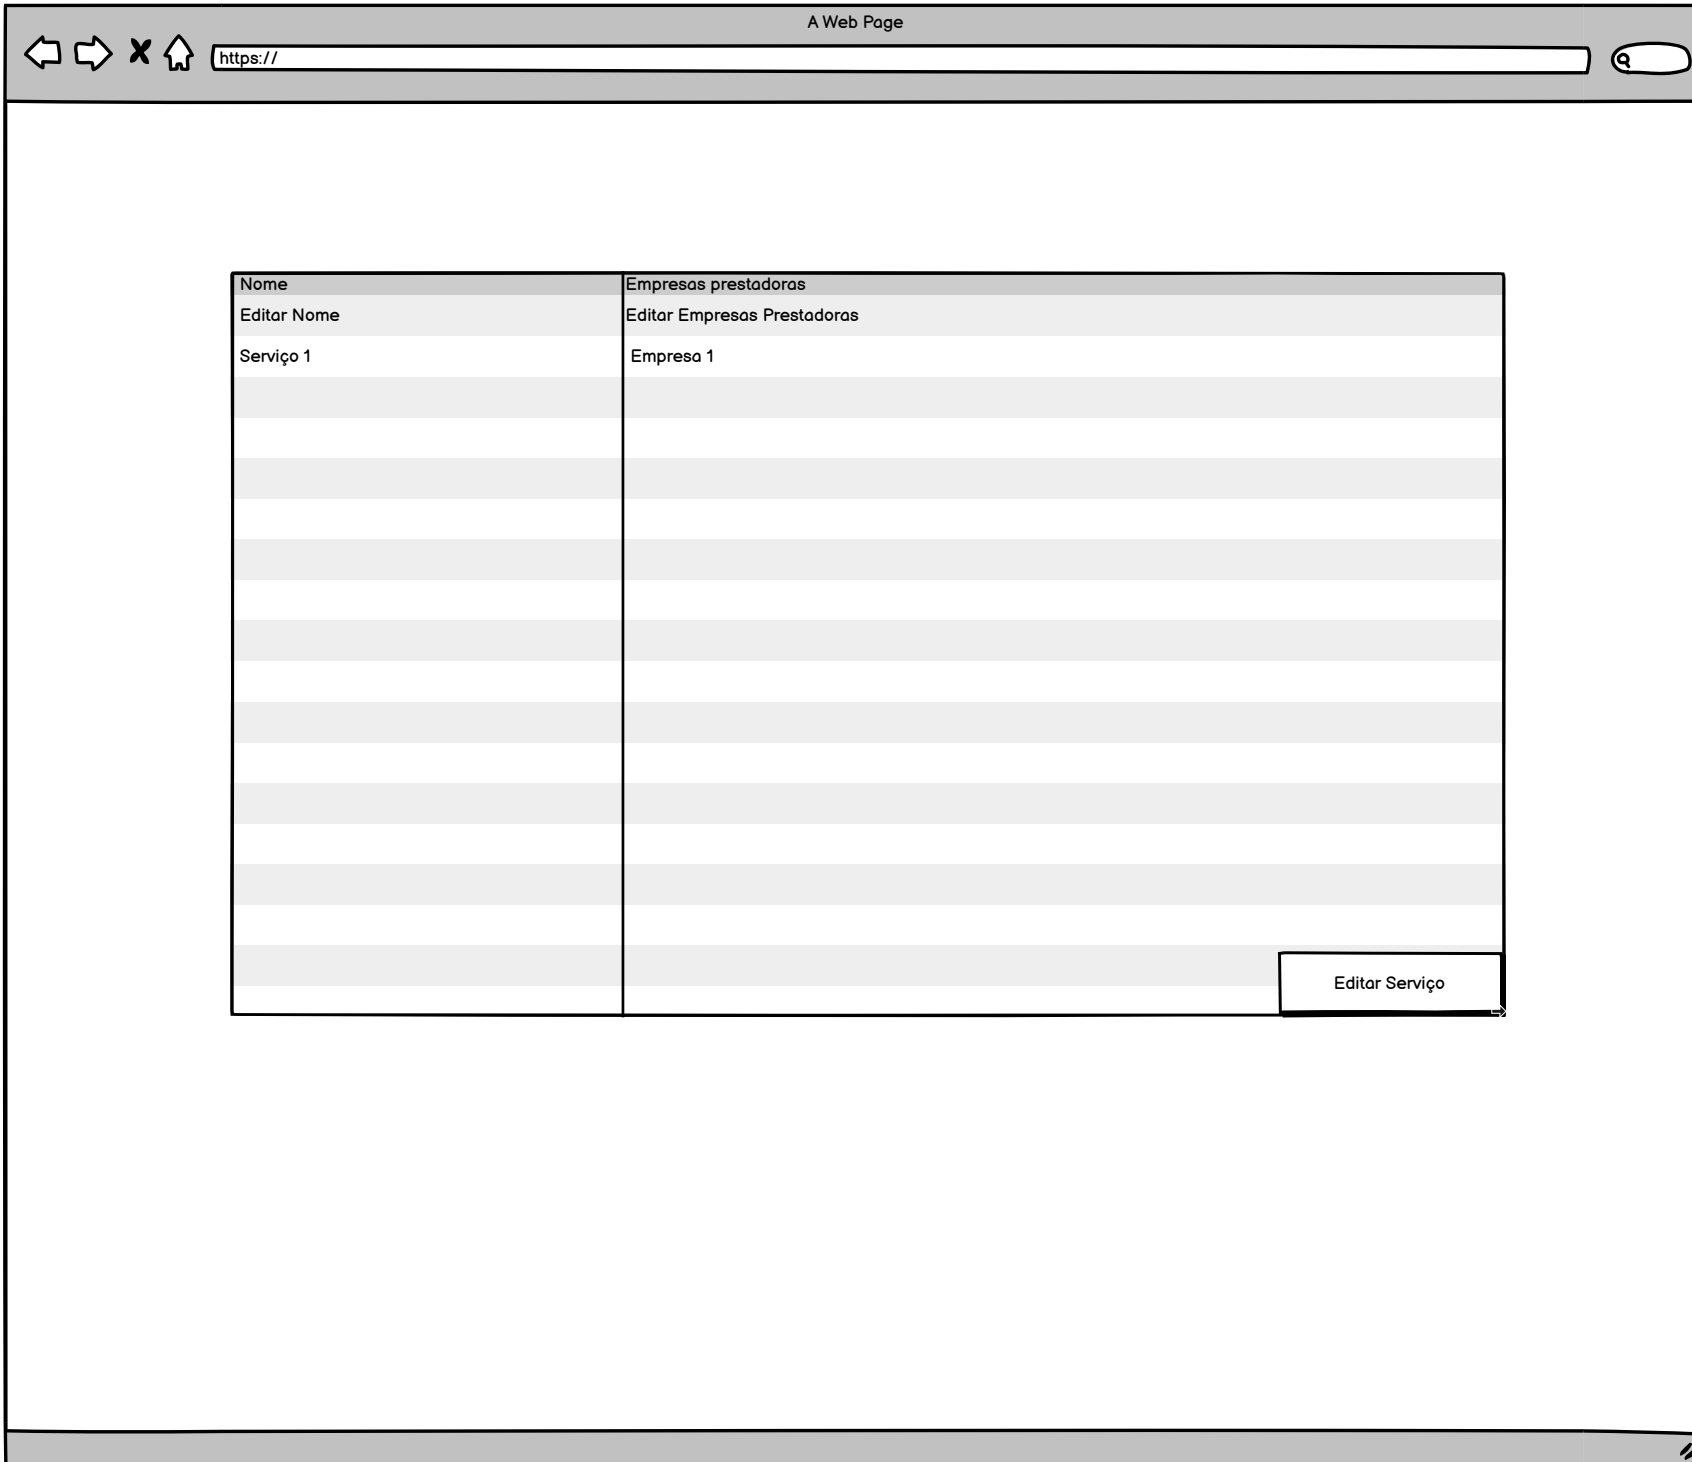 A Web Page
https://
Nome Empresas prestadoras
Editar Nome Editar Empresas Prestadoras
Serviço 1 Empresa 1
Editar Serviço